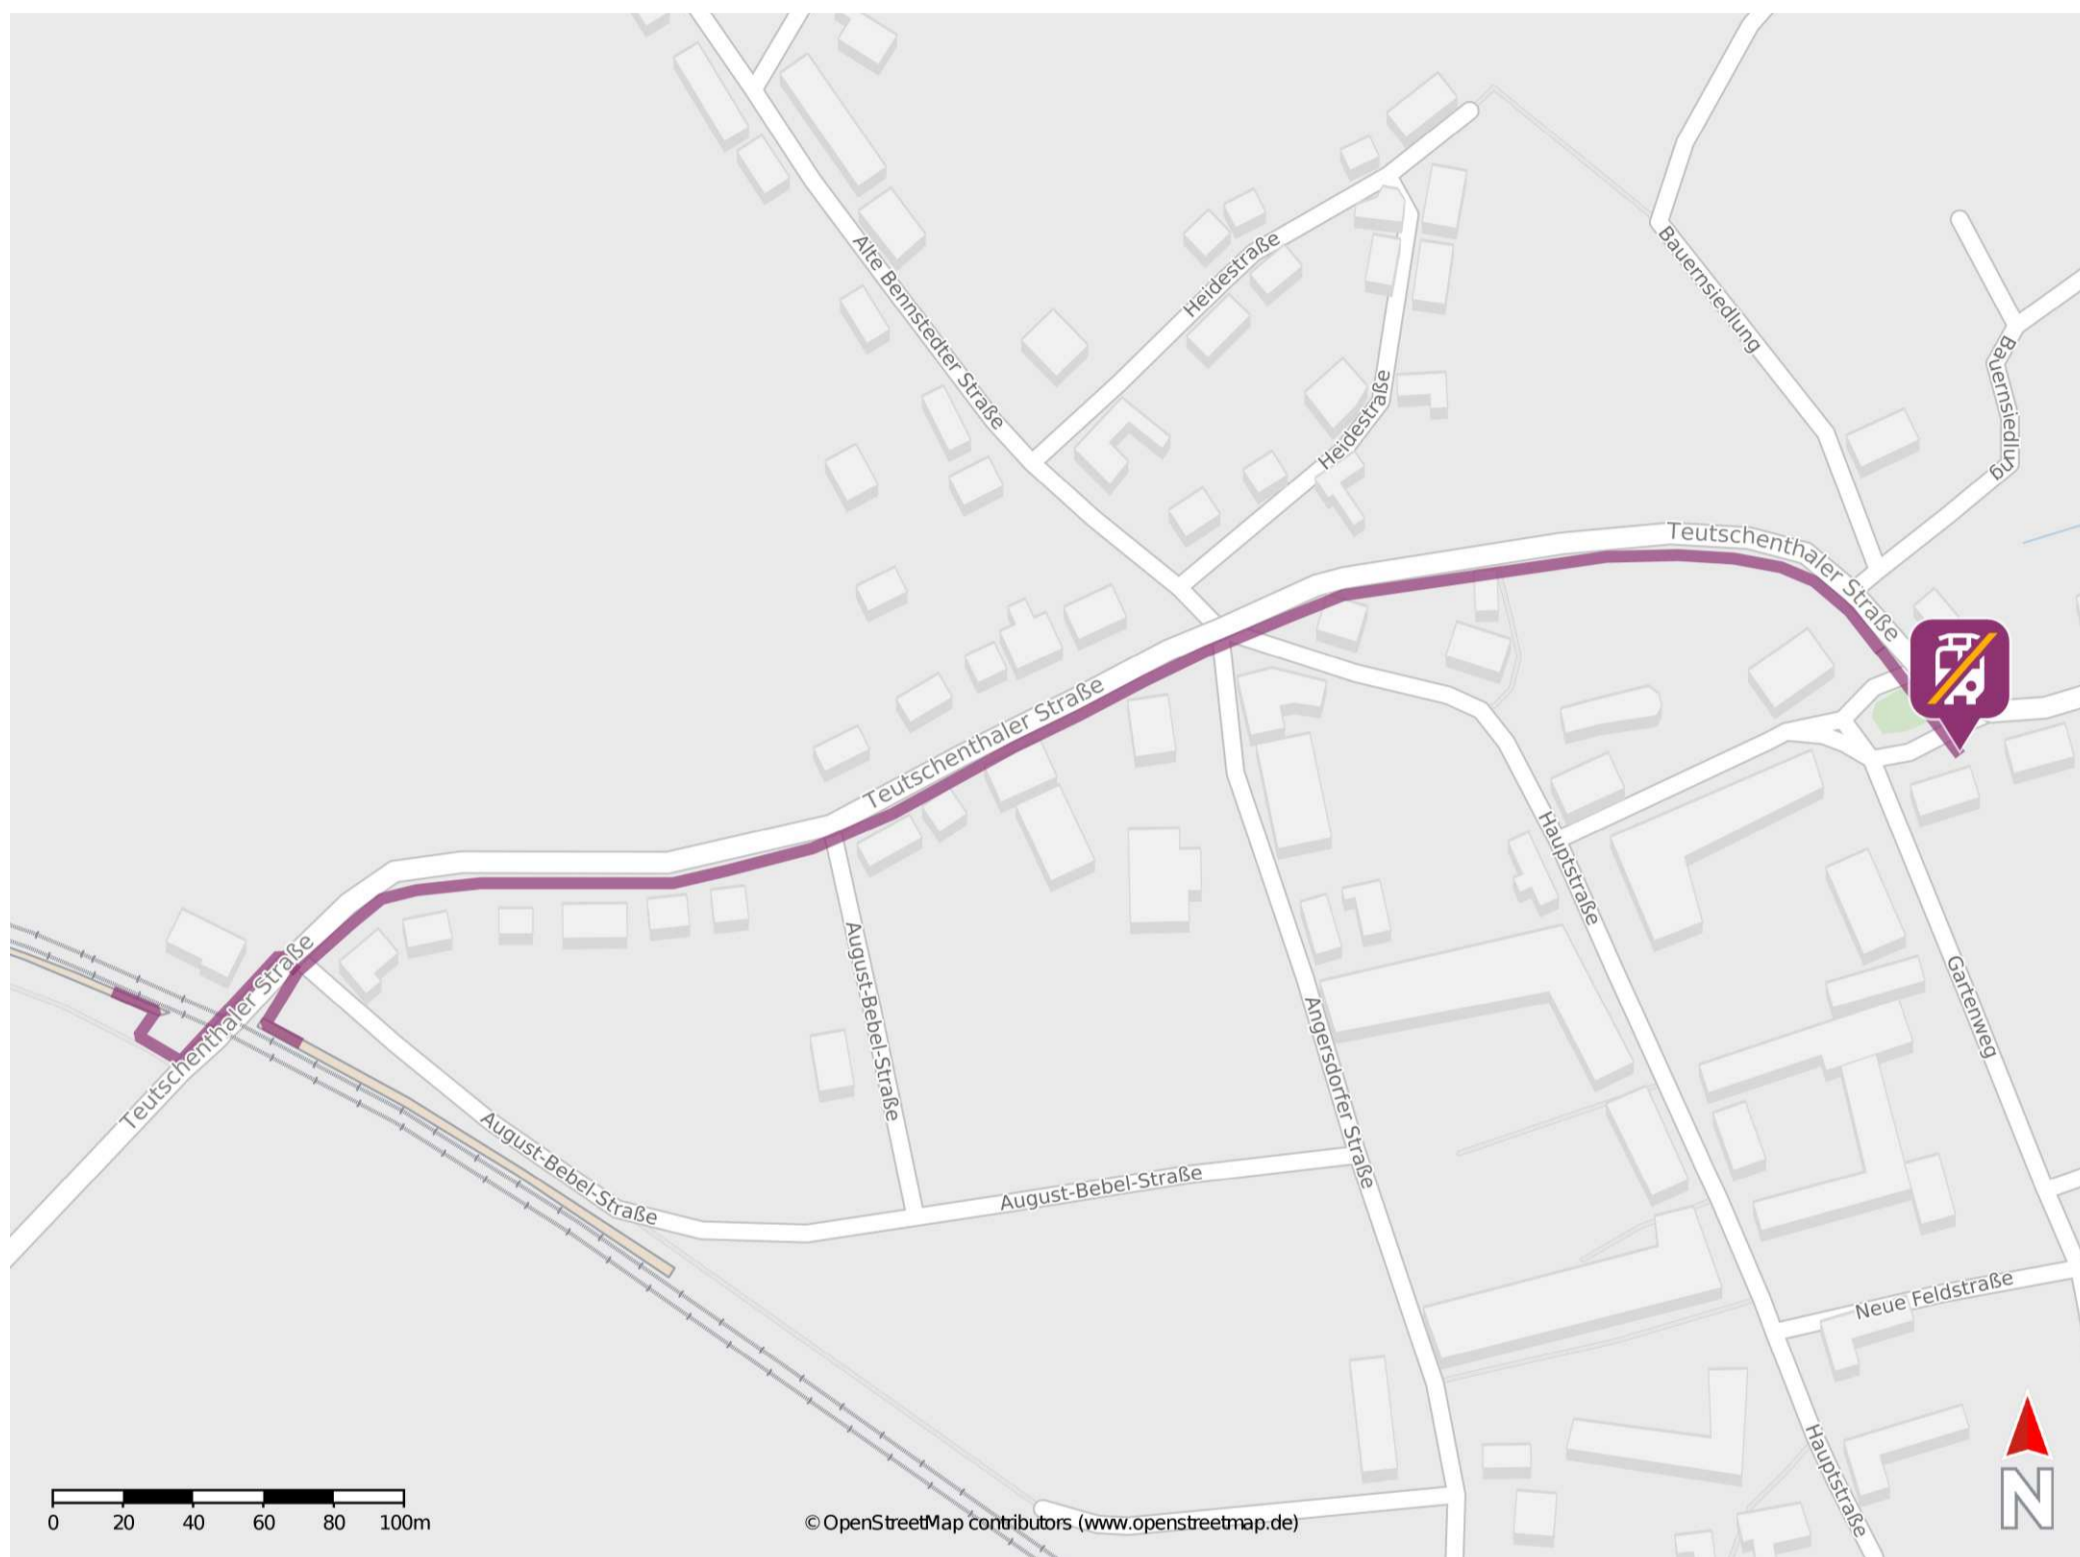 Alte Bennstedter Straße
Heidestraße
Heidestraße
Bauernsiedlung
Bauernsiedlung
Teutschenthaler Straße
Teutschenthaler Straße
Teutschenthaler Straße
August-Bebel-Straße
August-Bebel-Straße
August-Bebel-Straße
Angersdorfer Straße
Hauptstraße
Gartenweg
Neue Feldstraße
Hauptstraße
N
0 20 40 60 80 100m
© OpenStreetMap contributors (www.openstreetmap.de)